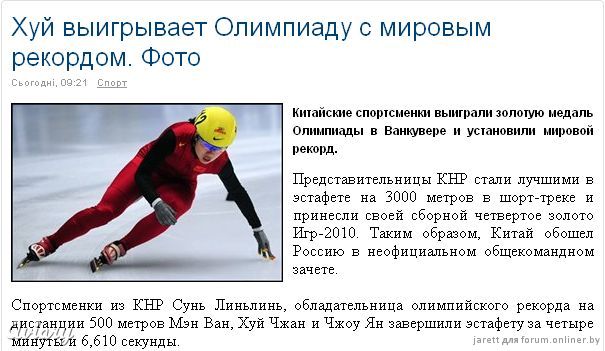 Хуй выигрывает Олимпиаду с мировым
рекордом. Фото
Сьогодні, 09:21 Спорт
Китайские спортсменки выиграли золотую медаль
Олимпиады в Ванкувере и установили мировой
рекорд.
Представительницы КНР стали лучшими в
эстафете на 3000 метров в шорт-треке и
принесли своей сборной четвертое золото
Игр-2010. Таким образом, Китай обошел
Россию в неофициальном общекомандном
зачете.
Спортсменки из КНР Сунь Линьлинь, обладательница олимпийского рекорда на
дистанции 500 метров Мэн Ван, Хуй Чжан и Чжоу Ян завершили эстафету за четыре
минуты и 6,610 секунды.
jarett для forum.onliner.by